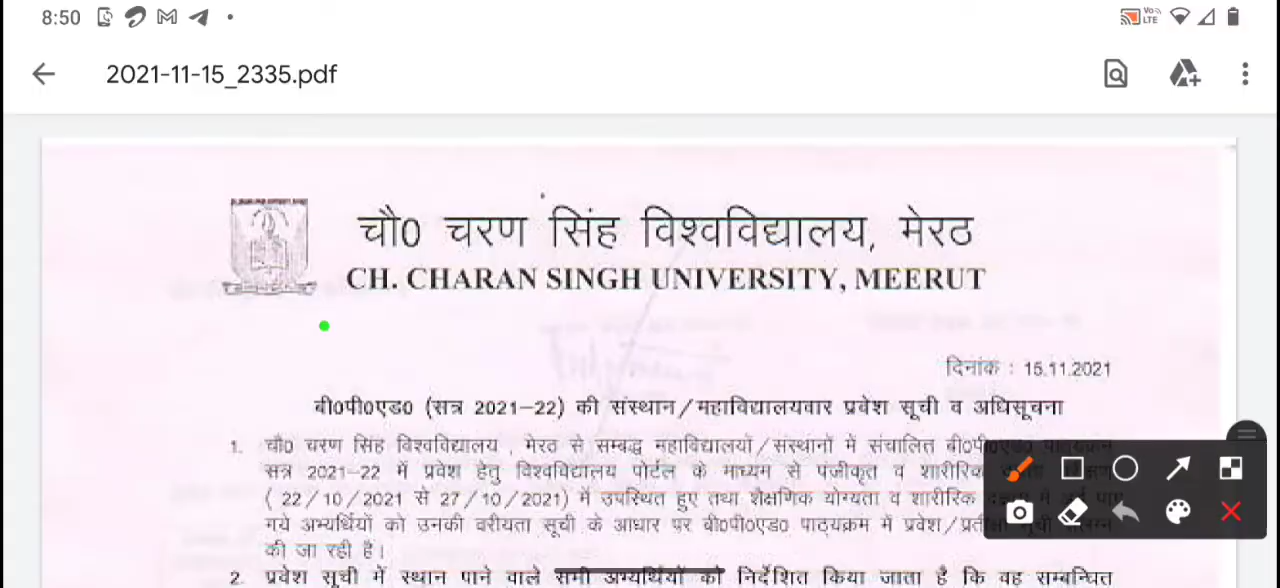 8:50
Vo LTE
2021-11-15_2335.pdf
चौ0 चरण सिंह विश्वविद्यालय, मेरठ
CH. CHARAN SINGH UNIVERSITY, MEERUT
दिनांक : 15.11.2021
बी0पी0एड0 (सत्र 2021–22) की संस्थान/महाविद्यालयवार प्रवेश सूची व अधिसूचना
1. चौ0 चरण सिंह विश्वविद्यालय , मेरठ से सम्बद्ध महाविद्यालयों/संस्थानों में संचालित
सत्र 2021–22 में प्रवेश हेतु विश्वविद्यालय पोर्टल के माध्यम से पंजीकृत व शारीरिक
( 22/10/2021 से 27/10/2021) में उपस्थित हुए तथा शैक्षणिक योग्यता व शारीरिक
गये अभ्यर्थियों को उनकी वरीयता सूची के आधार पर बी0पी0एड0 पाठ्यक्रम में प्रवेश/
की जा रही है।
2. प्रवेश सूची में स्थान पाने वाले सभी अभ्यर्थियों को निर्देशित किया जाता है कि वह सम्बन्धित